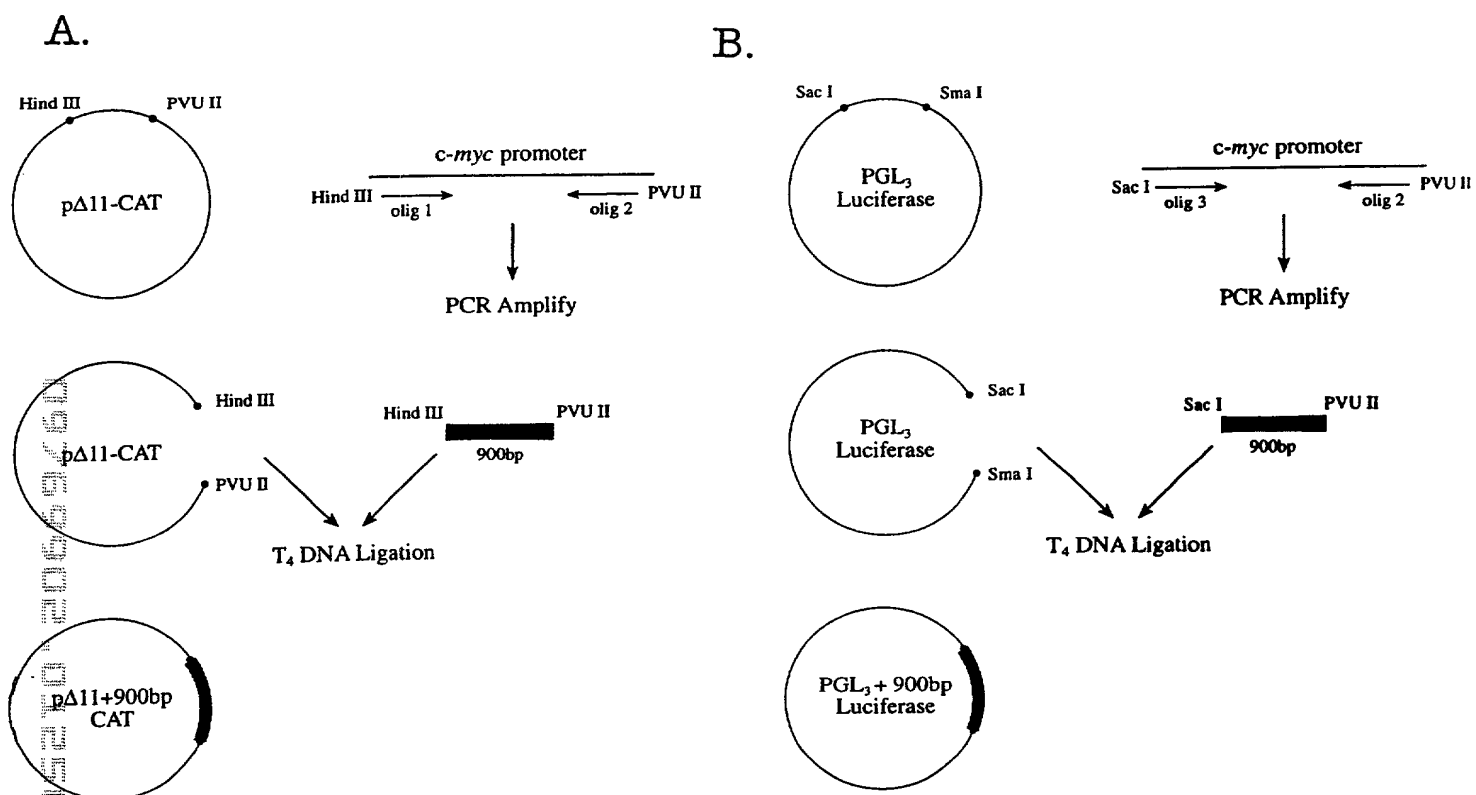 A.
Hind III
PVU II
pΔ11-CAT
c-myc promoter
Hind III
olig 1
olig 2
PVU II
PCR Amplify
Hind III
pΔ11-CAT
PVU II
Hind III
PVU II
900bp
T₄ DNA Ligation
pΔ11+900bp
CAT
B.
Sac I
Sma I
PGL₃
Luciferase
c-myc promoter
Sac I
olig 3
olig 2
PVU II
PCR Amplify
Sac I
PGL₃
Luciferase
Sma I
Sac I
PVU II
900bp
T₄ DNA Ligation
PGL₃ + 900bp
Luciferase